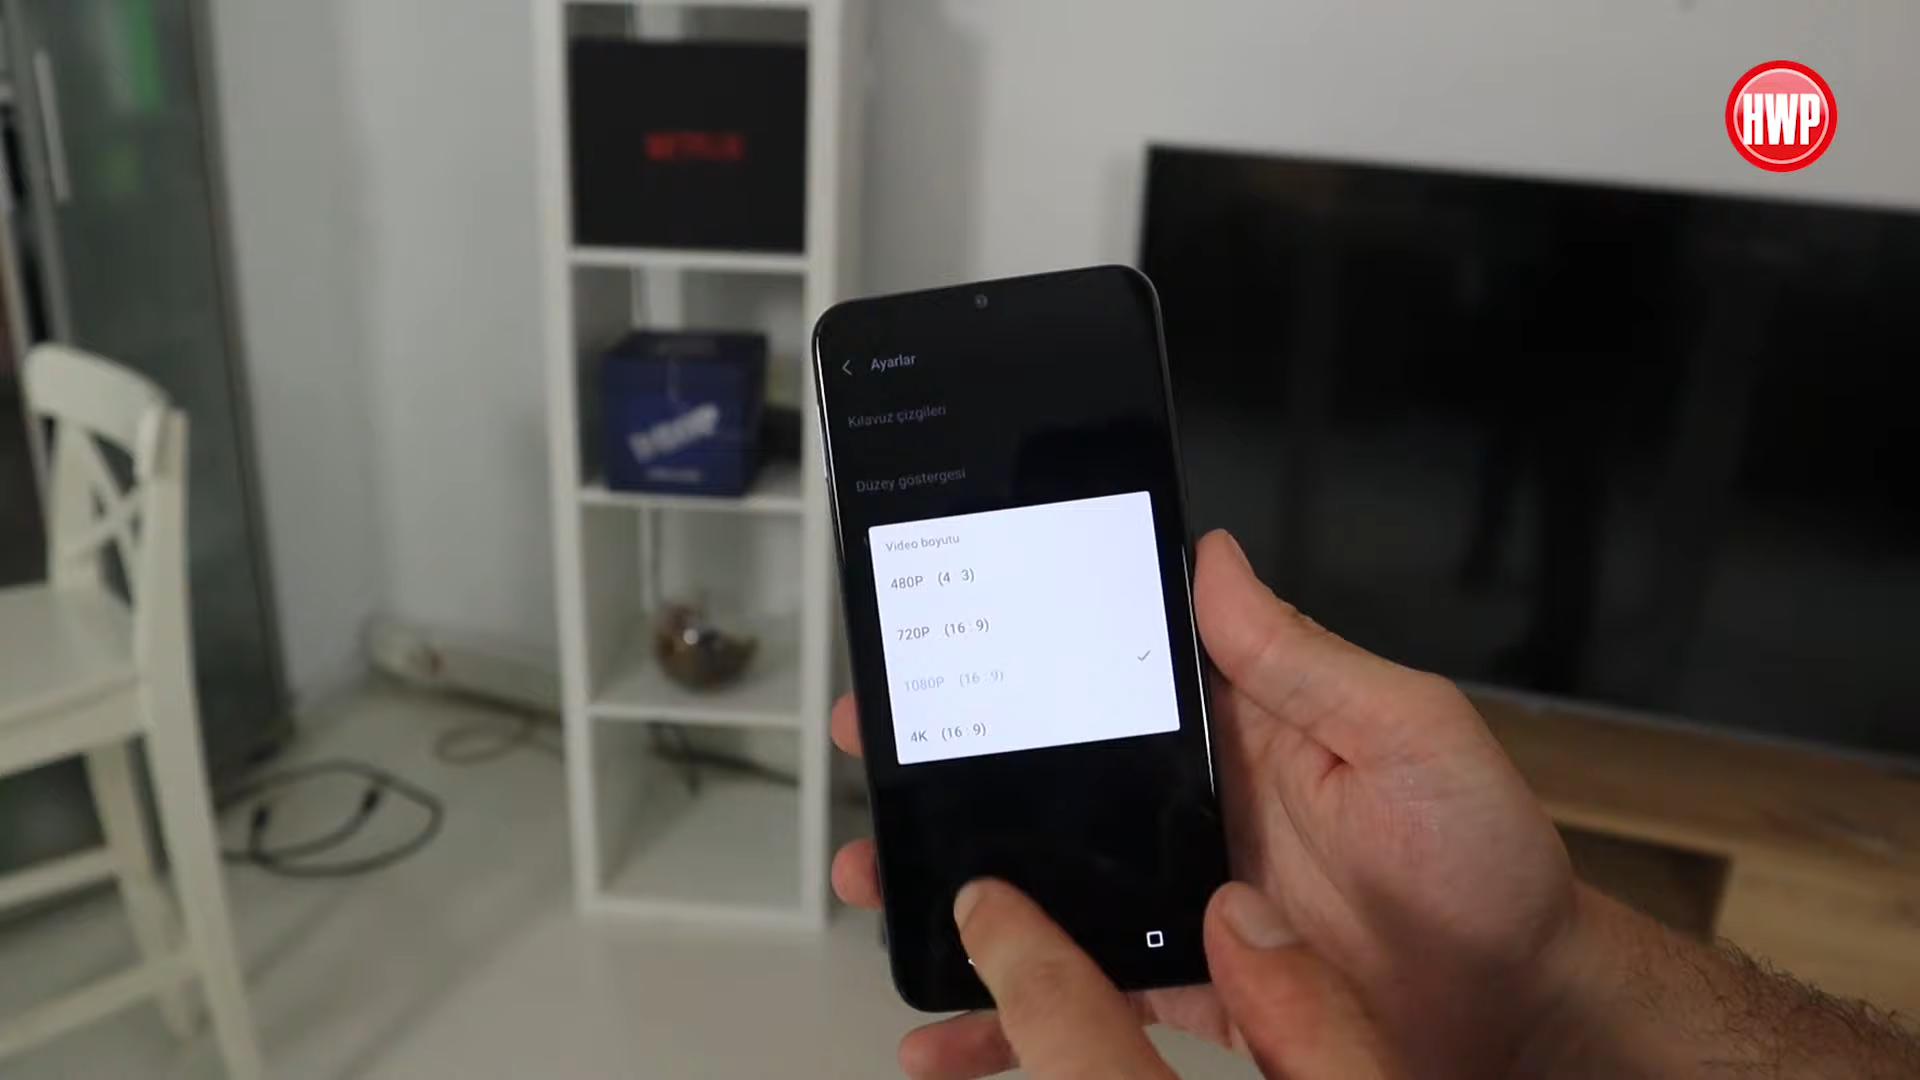 HWP
NETFLIX
Ayarlar
Kılavuz çizgileri
Düzey göstergesi
Video boyutu
480P (4 3)
720P (16 : 9)
1080P (16 : 9)
4K (16 : 9)